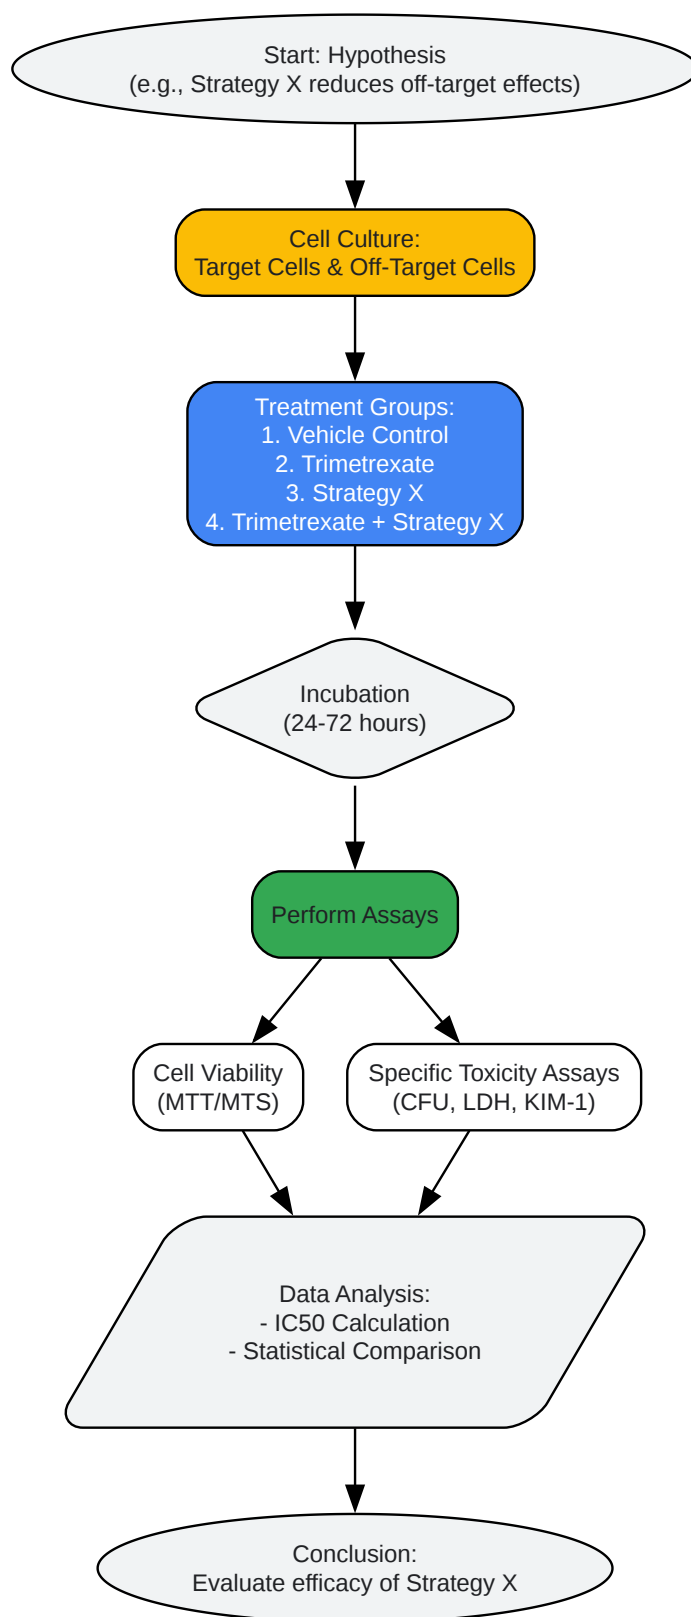 Start: Hypothesis
(e.g., Strategy X reduces off-target effects)
Cell Culture:
Target Cells & Off-Target Cells
Treatment Groups:
1. Vehicle Control
2. Trimetrexate
3. Strategy X
4. Trimetrexate + Strategy X
Incubation
(24-72 hours)
Perform Assays
Cell Viability
(MTT/MTS)
Specific Toxicity Assays
(CFU, LDH, KIM-1)
Data Analysis:
- IC50 Calculation
- Statistical Comparison
Conclusion:
Evaluate efficacy of Strategy X